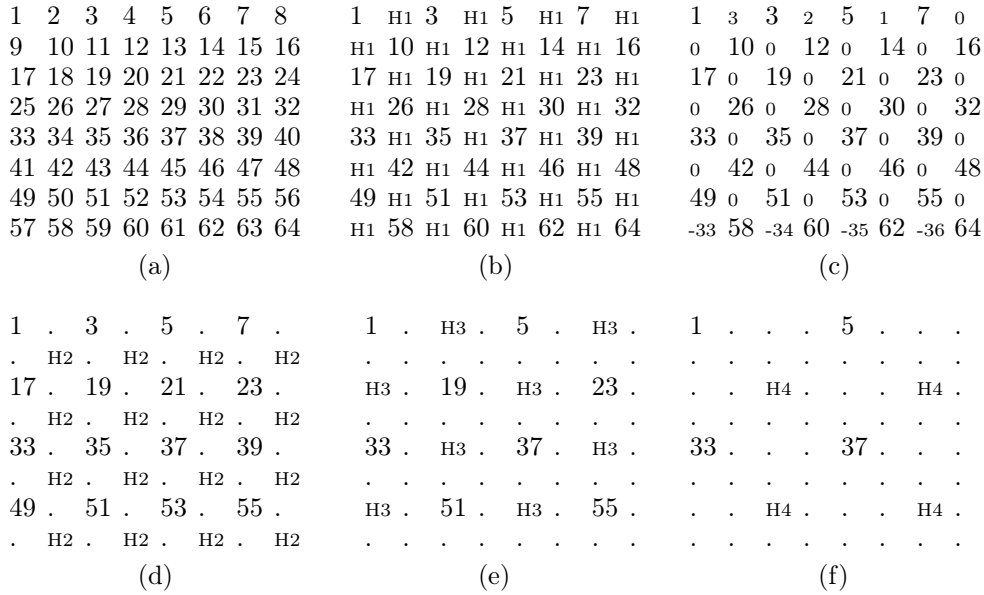 1 2 3 4 5 6 7 8
9 10 11 12 13 14 15 16
17 18 19 20 21 22 23 24
25 26 27 28 29 30 31 32
33 34 35 36 37 38 39 40
41 42 43 44 45 46 47 48
49 50 51 52 53 54 55 56
57 58 59 60 61 62 63 64
(a)
1 H1 3 H1 5 H1 7 H1
H1 10 H1 12 H1 14 H1 16
17 H1 19 H1 21 H1 23 H1
H1 26 H1 28 H1 30 H1 32
33 H1 35 H1 37 H1 39 H1
H1 42 H1 44 H1 46 H1 48
49 H1 51 H1 53 H1 55 H1
H1 58 H1 60 H1 62 H1 64
(b)
1 3 3 2 5 1 7 0
0 10 0 12 0 14 0 16
17 0 19 0 21 0 23 0
0 26 0 28 0 30 0 32
33 0 35 0 37 0 39 0
0 42 0 44 0 46 0 48
49 0 51 0 53 0 55 0
-33 58 -34 60 -35 62 -36 64
(c)
1 . 3 . 5 . 7 .
. H2 . H2 . H2 . H2
17 . 19 . 21 . 23 .
. H2 . H2 . H2 . H2
33 . 35 . 37 . 39 .
. H2 . H2 . H2 . H2
49 . 51 . 53 . 55 .
. H2 . H2 . H2 . H2
(d)
1 . H3 . 5 . H3 .
. . . . . . . .
H3 . 19 . H3 . 23 .
. . . . . . . .
33 . H3 . 37 . H3 .
. . . . . . . .
H3 . 51 . H3 . 55 .
. . . . . . . .
(e)
1 . . . 5 . . .
. . . . . . . .
. . H4 . . . H4 .
. . . . . . . .
33 . . . 37 . . .
. . . . . . . .
. . H4 . . . H4 .
. . . . . . . .
(f)